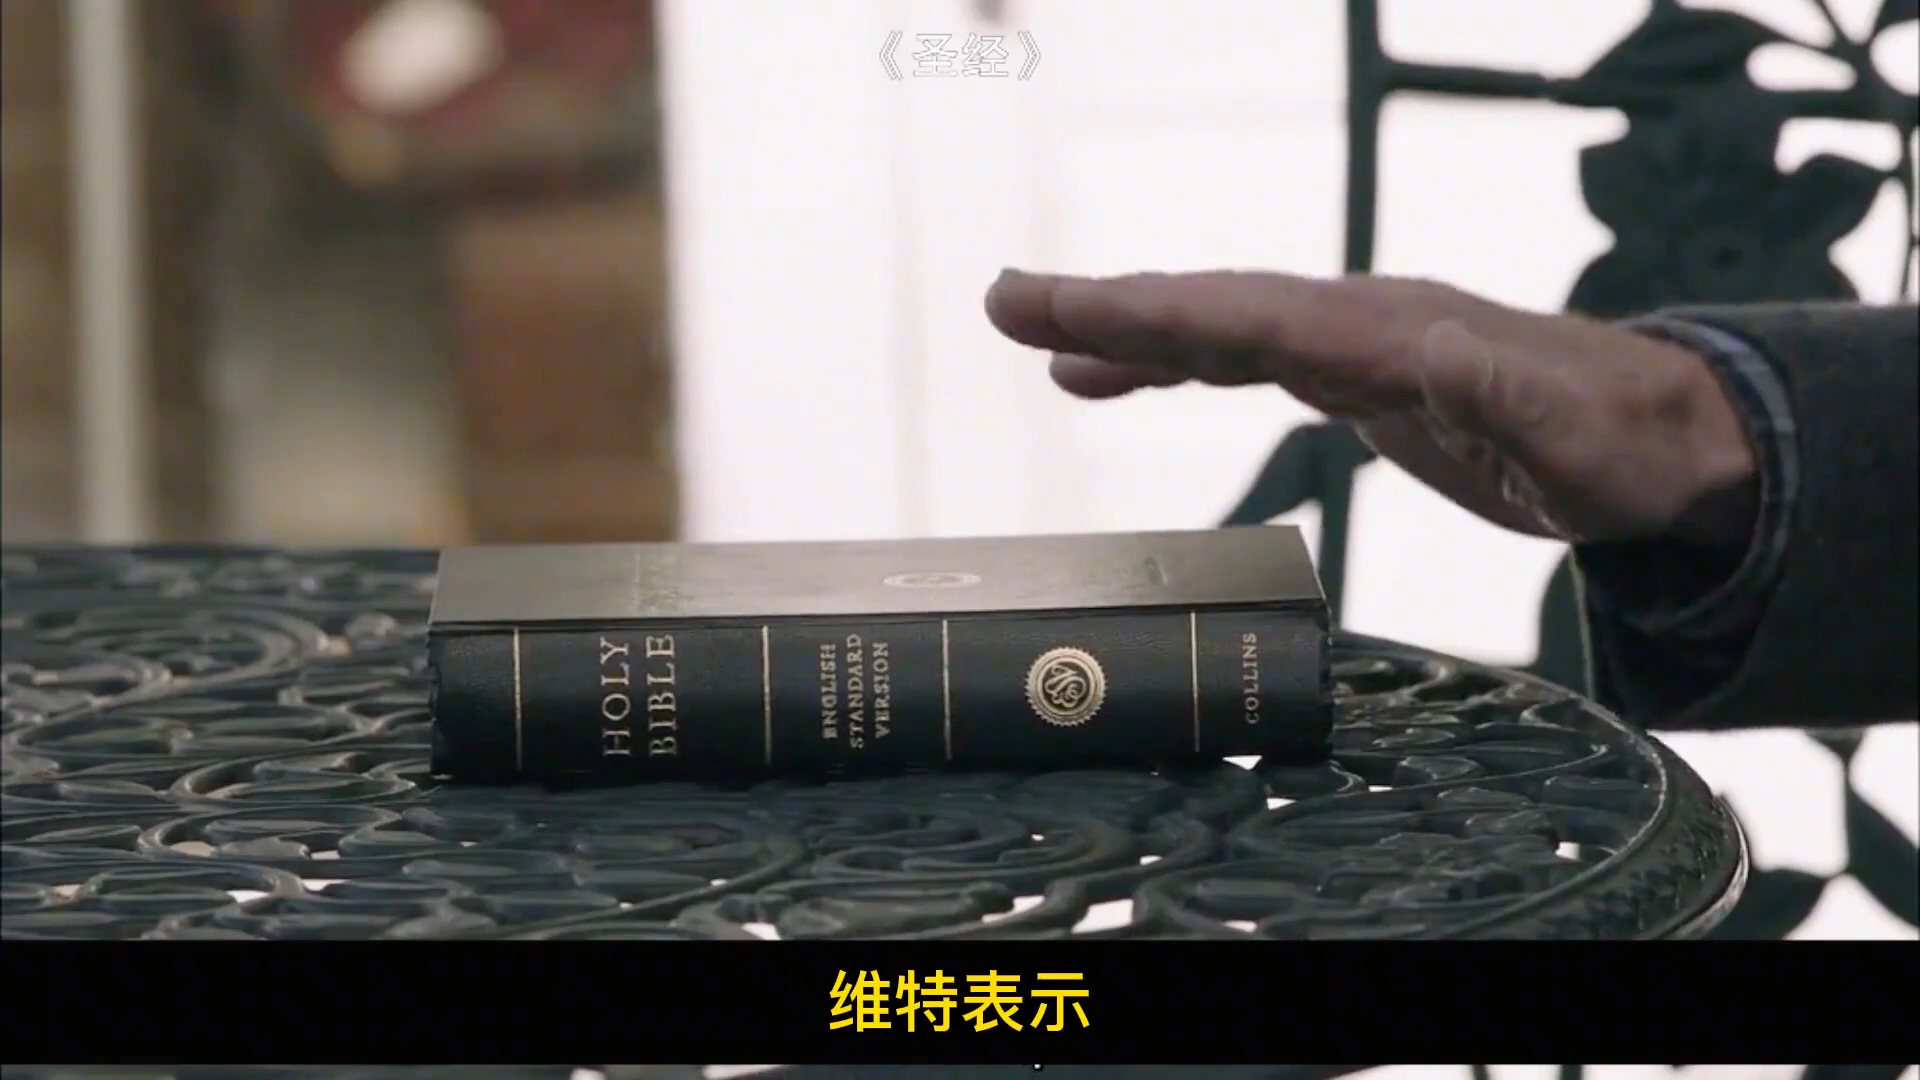 《圣经》
HOLY
BIBLE
ENGLISH
STANDARD
VERSION
COLLINS
维特表示